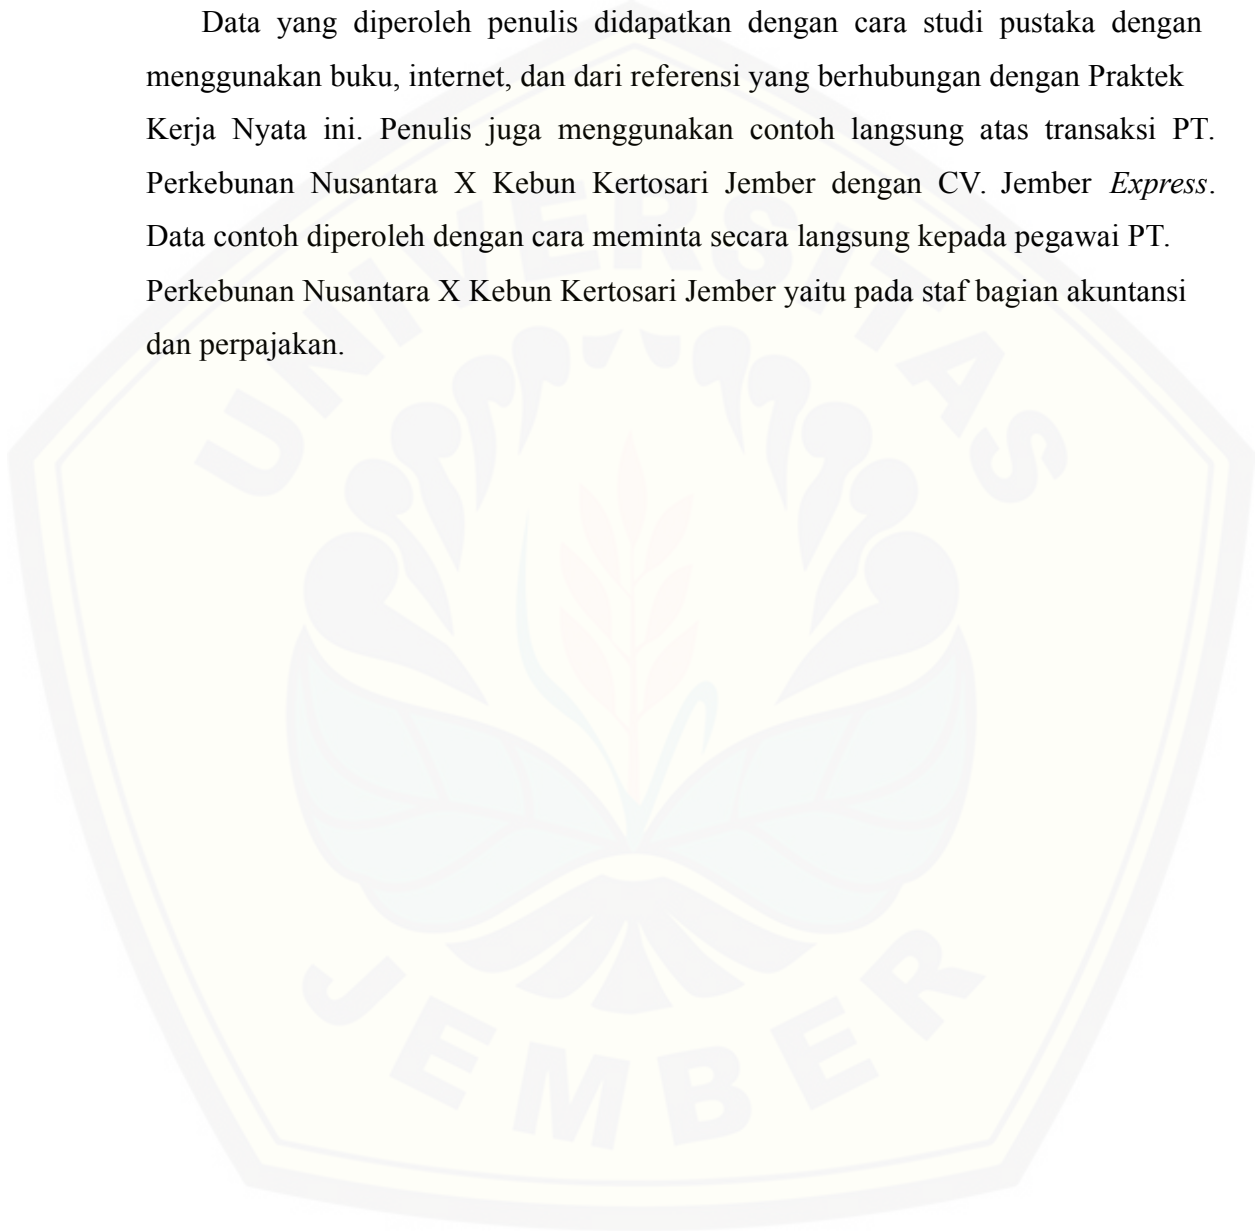 Data yang diperoleh penulis didapatkan dengan cara studi pustaka dengan
menggunakan buku, internet, dan dari referensi yang berhubungan dengan Praktek
Kerja Nyata ini. Penulis juga menggunakan contoh langsung atas transaksi PT.
Perkebunan Nusantara X Kebun Kertosari Jember dengan CV. Jember Express.
Data contoh diperoleh dengan cara meminta secara langsung kepada pegawai PT.
Perkebunan Nusantara X Kebun Kertosari Jember yaitu pada staf bagian akuntansi
dan perpajakan.
UNIVERSITAS
JEMBER